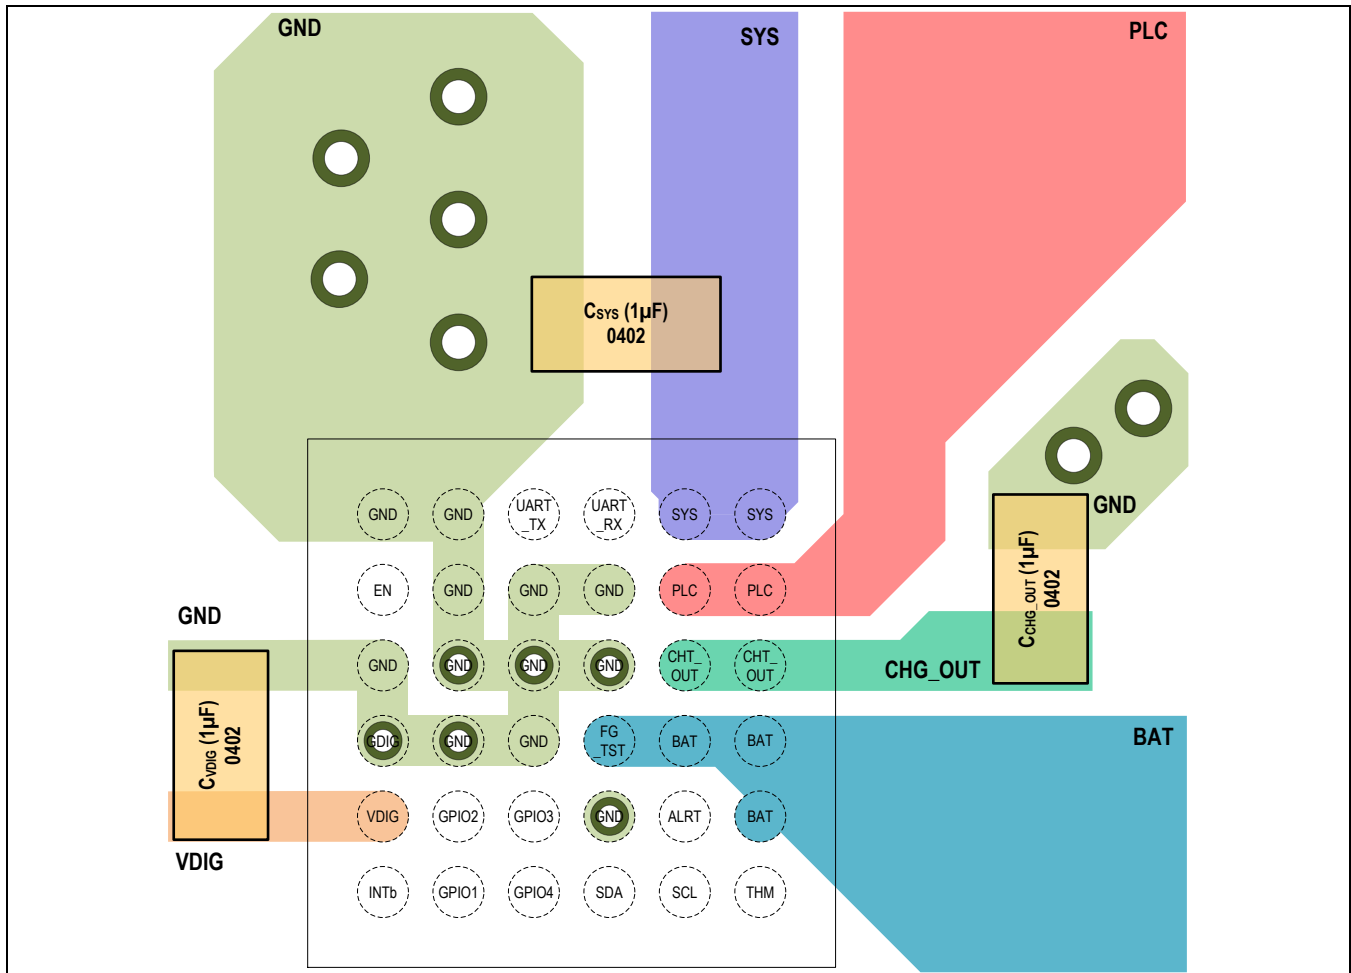 GND
SYS
PLC
CSYS (1µF)
0402
GND
GND
GND
UART
_TX
UART
_RX
SYS
SYS
CCHG_OUT (1µF)
0402
EN
GND
GND
GND
PLC
PLC
GND
GND
GND
GND
GND
CHT_
OUT
CHT_
OUT
CHG_OUT
CVDIG (1µF)
0402
GDIG
GND
GND
FG
_TST
BAT
BAT
BAT
VDIG
GPIO2
GPIO3
GND
ALRT
BAT
VDIG
INTb
GPIO1
GPIO4
SDA
SCL
THM